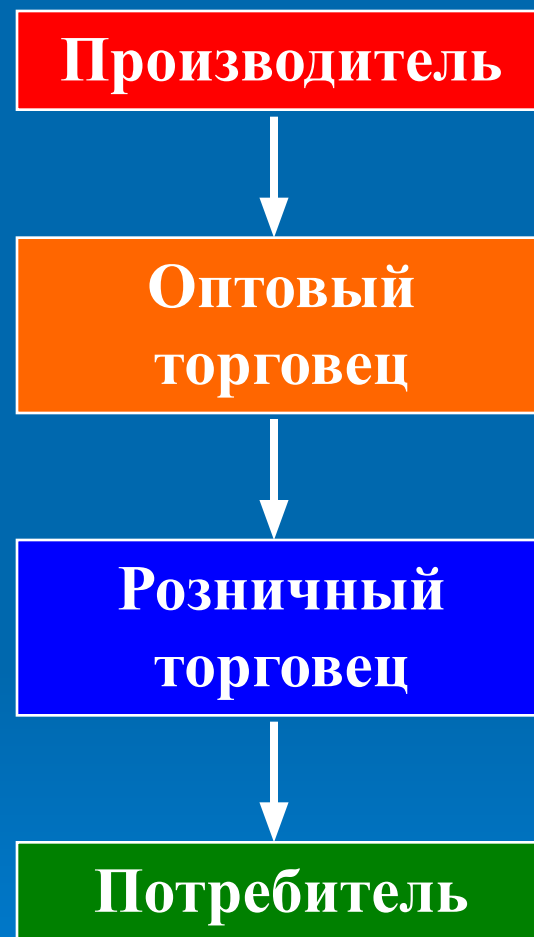 Производитель
Оптовый
торговец
Розничный
торговец
Потребитель